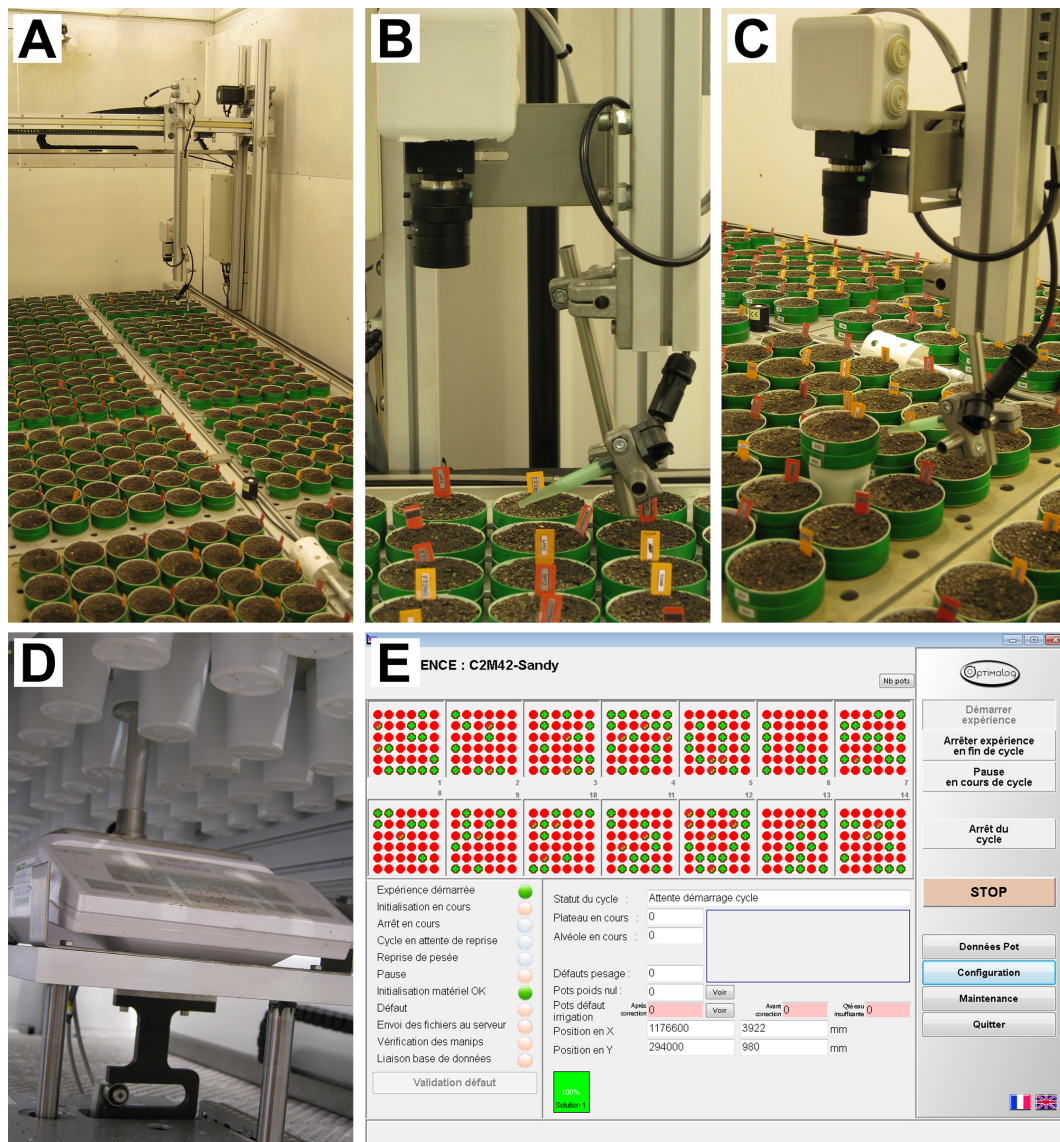 A
B
C
D
E
ENCE : C2M42-Sandy
Nb pots
OPTIMALOG
Démarrer
expérience
Arrêter expérience
en fin de cycle
Pause
en cours de cycle
Arrêt du
cycle
STOP
Données Pot
Configuration
Maintenance
Quitter
1 2 3 4 5 6 7
8 9 10 11 12 13 14
Expérience démarrée
Initialisation en cours
Arrêt en cours
Cycle en attente de reprise
Reprise de pesée
Pause
Initialisation matériel OK
Défaut
Envoi des fichiers au serveur
Vérification des manips
Liaison base de données
Validation défaut
Statut du cycle : Attente démarrage cycle
Plateau en cours : 0
Alvéole en cours : 0
Défauts pesage : 0
Pots poids nul : 0 Voir
Pots défaut
irrigation
Après
correction 0 Voir
Avant
correction 0
Qté eau
insuffisante 0
Position en X 1176600 3922 mm
Position en Y 294000 980 mm
100%
Solution 1